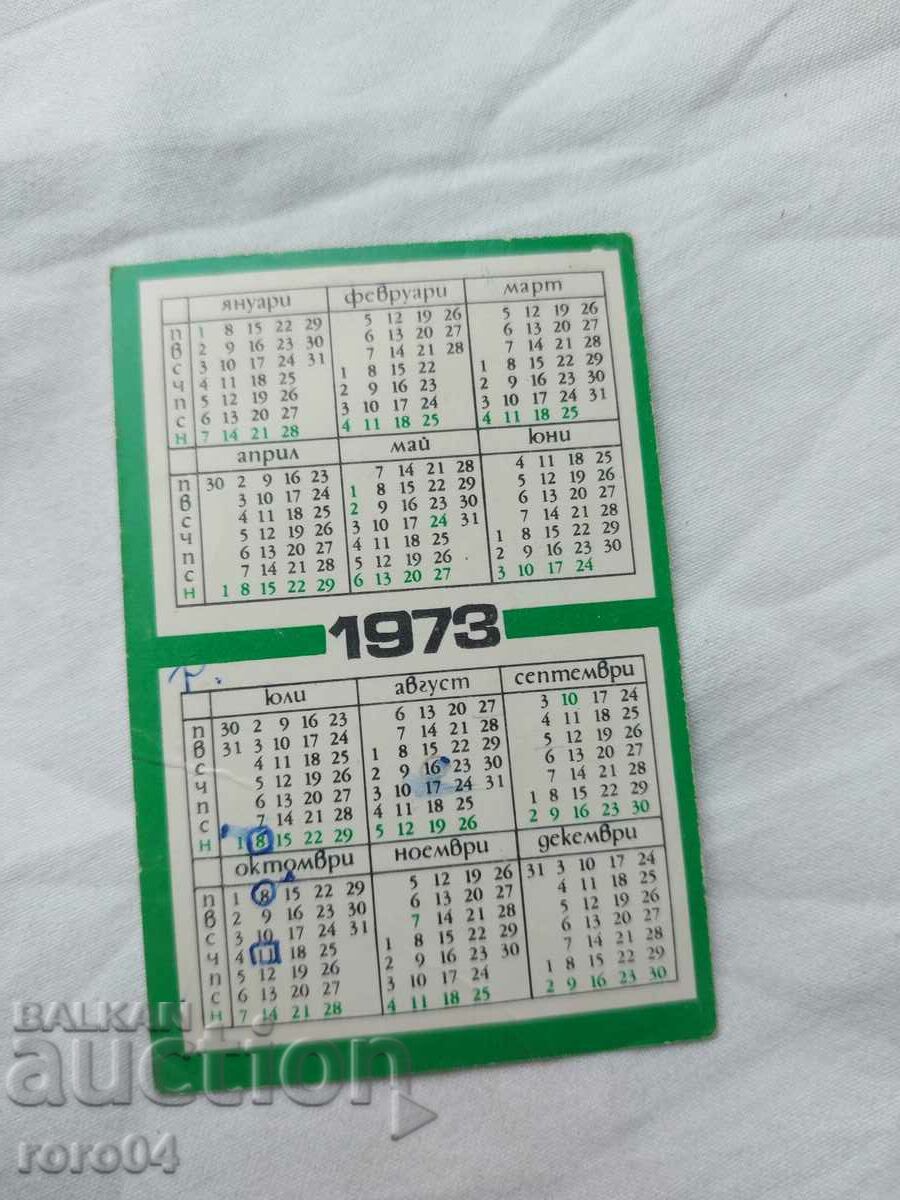 януари февруари март
п 1 8 15 22 29 5 12 19 26 5 12 19 26
в 2 9 16 23 30 6 13 20 27 6 13 20 27
с 3 10 17 24 31 7 14 21 28 7 14 21 28
ч 4 11 18 25 1 8 15 22 1 8 15 22 29
п 5 12 19 26 2 9 16 23 2 9 16 23 30
с 6 13 20 27 3 10 17 24 3 10 17 24 31
н 7 14 21 28 4 11 18 25 4 11 18 25
април май юни
п 30 2 9 16 23 7 14 21 28 4 11 18 25
в 3 10 17 24 1 8 15 22 29 5 12 19 26
с 4 11 18 25 2 9 16 23 30 6 13 20 27
ч 5 12 19 26 3 10 17 24 31 7 14 21 28
п 6 13 20 27 4 11 18 25 1 8 15 22 29
с 7 14 21 28 5 12 19 26 2 9 16 23 30
н 1 8 15 22 29 6 13 20 27 3 10 17 24
1973
юли август септември
п 30 2 9 16 23 6 13 20 27 3 10 17 24
в 31 3 10 17 24 7 14 21 28 4 11 18 25
с 4 11 18 25 1 8 15 22 29 5 12 19 26
ч 5 12 19 26 2 9 16 23 30 6 13 20 27
п 6 13 20 27 3 10 17 24 31 7 14 21 28
с 7 14 21 28 4 11 18 25 1 8 15 22 29
н 1 8 15 22 29 5 12 19 26 2 9 16 23 30
октомври ноември декември
п 1 8 15 22 29 5 12 19 26 31 3 10 17 24
в 2 9 16 23 30 6 13 20 27 4 11 18 25
с 3 10 17 24 31 7 14 21 28 5 12 19 26
ч 4 11 18 25 1 8 15 22 29 6 13 20 27
п 5 12 19 26 2 9 16 23 30 7 14 21 28
с 6 13 20 27 3 10 17 24 1 8 15 22 29
н 7 14 21 28 4 11 18 25 2 9 16 23 30
BALKAN
auction
roro04